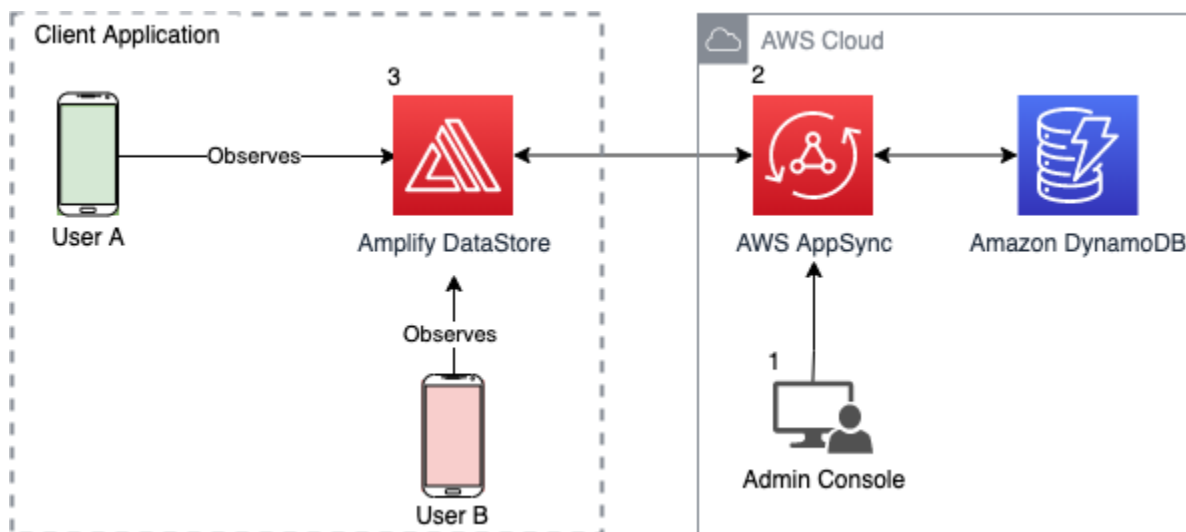 Client Application
AWS Cloud
3
2
Observes
User A
Amplify DataStore
AWS AppSync
Amazon DynamoDB
Observes
1
Admin Console
User B